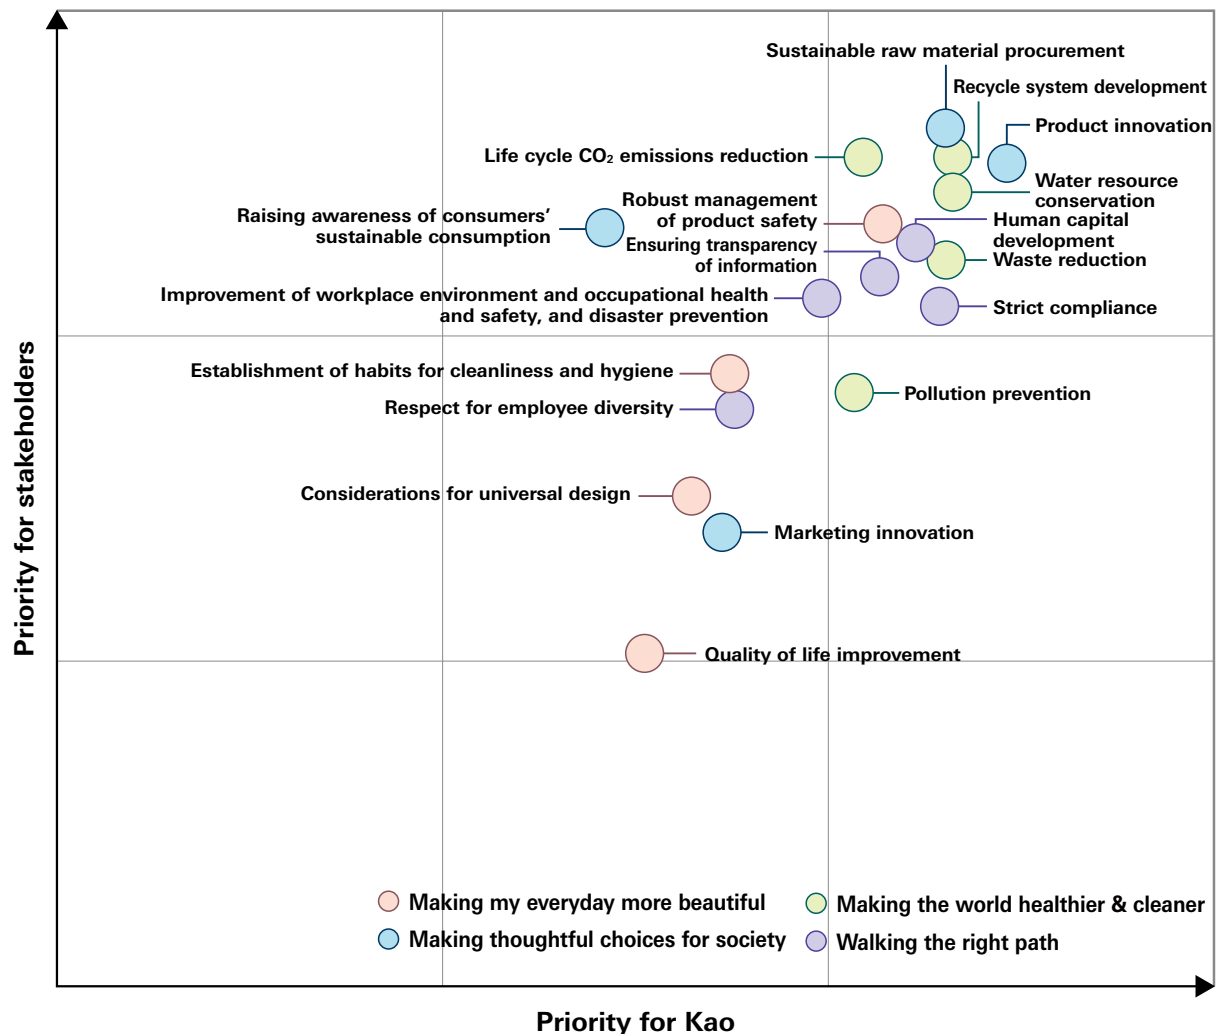 Sustainable raw material procurement
Recycle system development
Product innovation
Life cycle CO₂ emissions reduction
Water resource
conservation
Robust management
of product safety
Raising awareness of consumers’
sustainable consumption
Human capital
development
Ensuring transparency
of information
Waste reduction
Improvement of workplace environment and occupational health
and safety, and disaster prevention
Strict compliance
Establishment of habits for cleanliness and hygiene
Respect for employee diversity
Pollution prevention
Considerations for universal design
Marketing innovation
Quality of life improvement
Priority for stakeholders
Making my everyday more beautiful
Making the world healthier & cleaner
Making thoughtful choices for society
Walking the right path
Priority for Kao